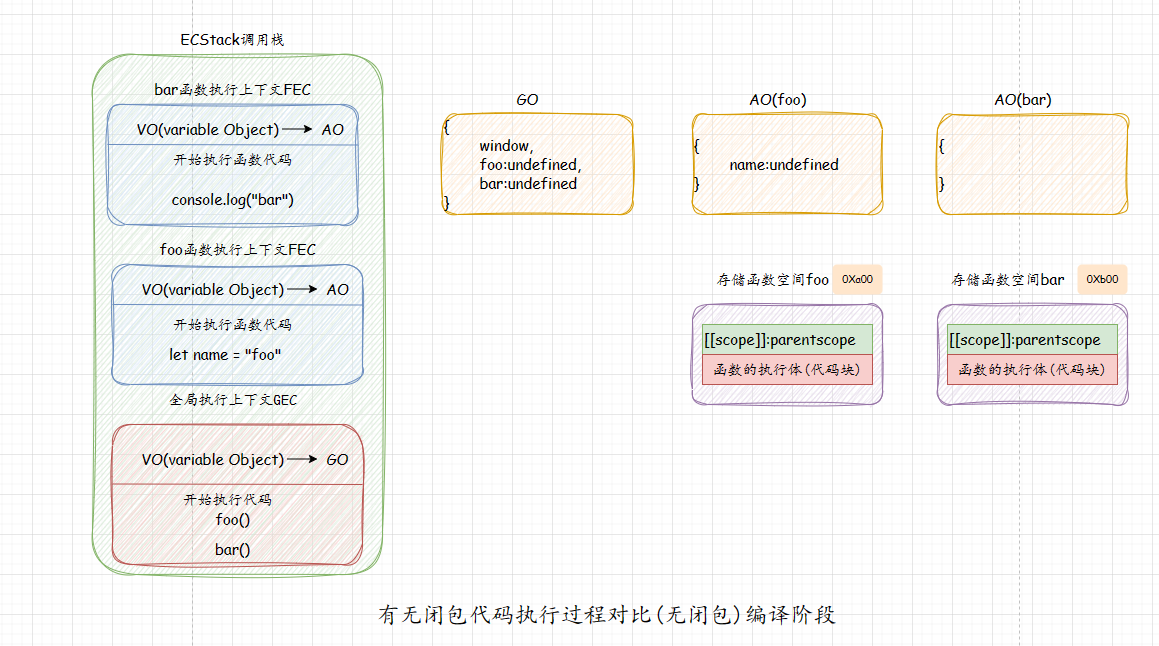 ECStack调用栈
bar函数执行上下文FEC
VO(variable Object) AO
开始执行函数代码
console.log("bar")
foo函数执行上下文FEC
VO(variable Object) AO
开始执行函数代码
let name = "foo"
全局执行上下文GEC
VO(variable Object) GO
开始执行代码
foo()
bar()
GO
{
window,
foo:undefined,
bar:undefined
}
AO(foo)
{
name:undefined
}
AO(bar)
{
}
存储函数空间foo 0Xa00
[[scope]]:parentscope
函数的执行体(代码块)
存储函数空间bar 0Xb00
[[scope]]:parentscope
函数的执行体(代码块)
有无闭包代码执行过程对比(无闭包)编译阶段